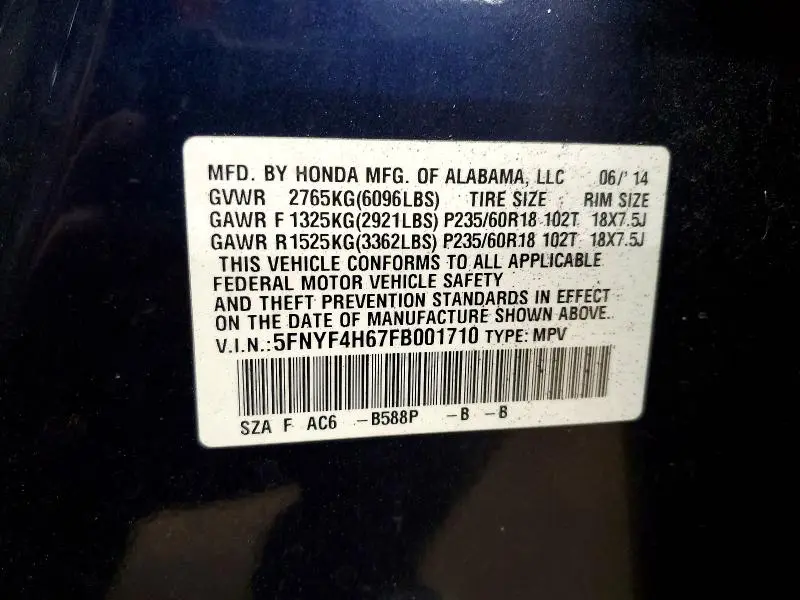 MFD. BY HONDA MFG. OF ALABAMA, LLC 06/'14
GVWR 2765KG(6096LBS) TIRE SIZE RIM SIZE
GAWR F 1325KG(2921LBS) P235/60R18 102T 18X7.5J
GAWR R1525KG(3362LBS) P235/60R18 102T 18X7.5J
THIS VEHICLE CONFORMS TO ALL APPLICABLE
FEDERAL MOTOR VEHICLE SAFETY
AND THEFT PREVENTION STANDARDS IN EFFECT
ON THE DATE OF MANUFACTURE SHOWN ABOVE.
V.I.N.:5FNYF4H67FB001710 TYPE: MPV
SZA F AC6 -B588P -B -B